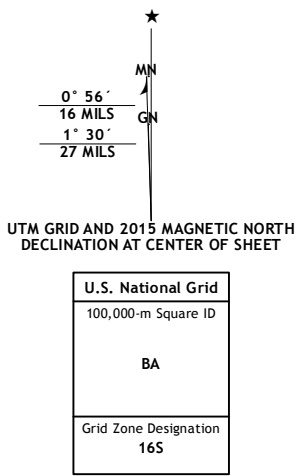 MN
0° 56´
16 MILS
GN
1° 30´
27 MILS
UTM GRID AND 2015 MAGNETIC NORTH
DECLINATION AT CENTER OF SHEET
U.S. National Grid
100,000-m Square ID
BA
Grid Zone Designation
16S